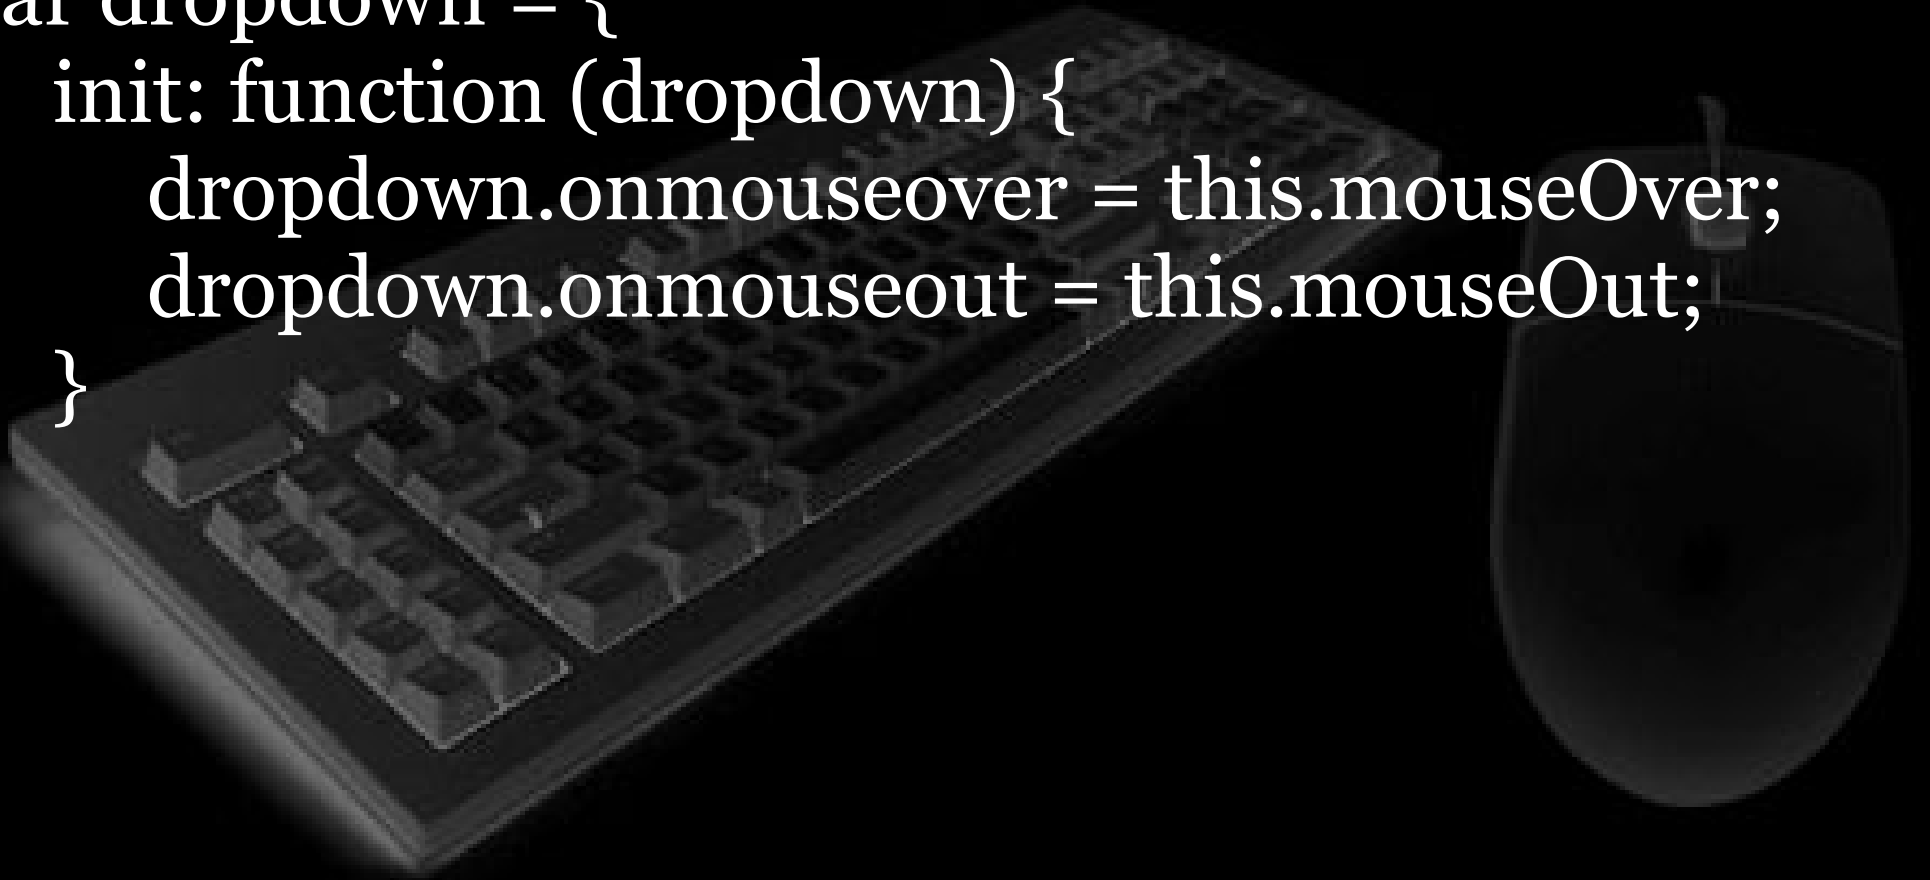 ar dropdown = {
init: function (dropdown) {
dropdown.onmouseover = this.mouseOver;
dropdown.onmouseout = this.mouseOut;
}